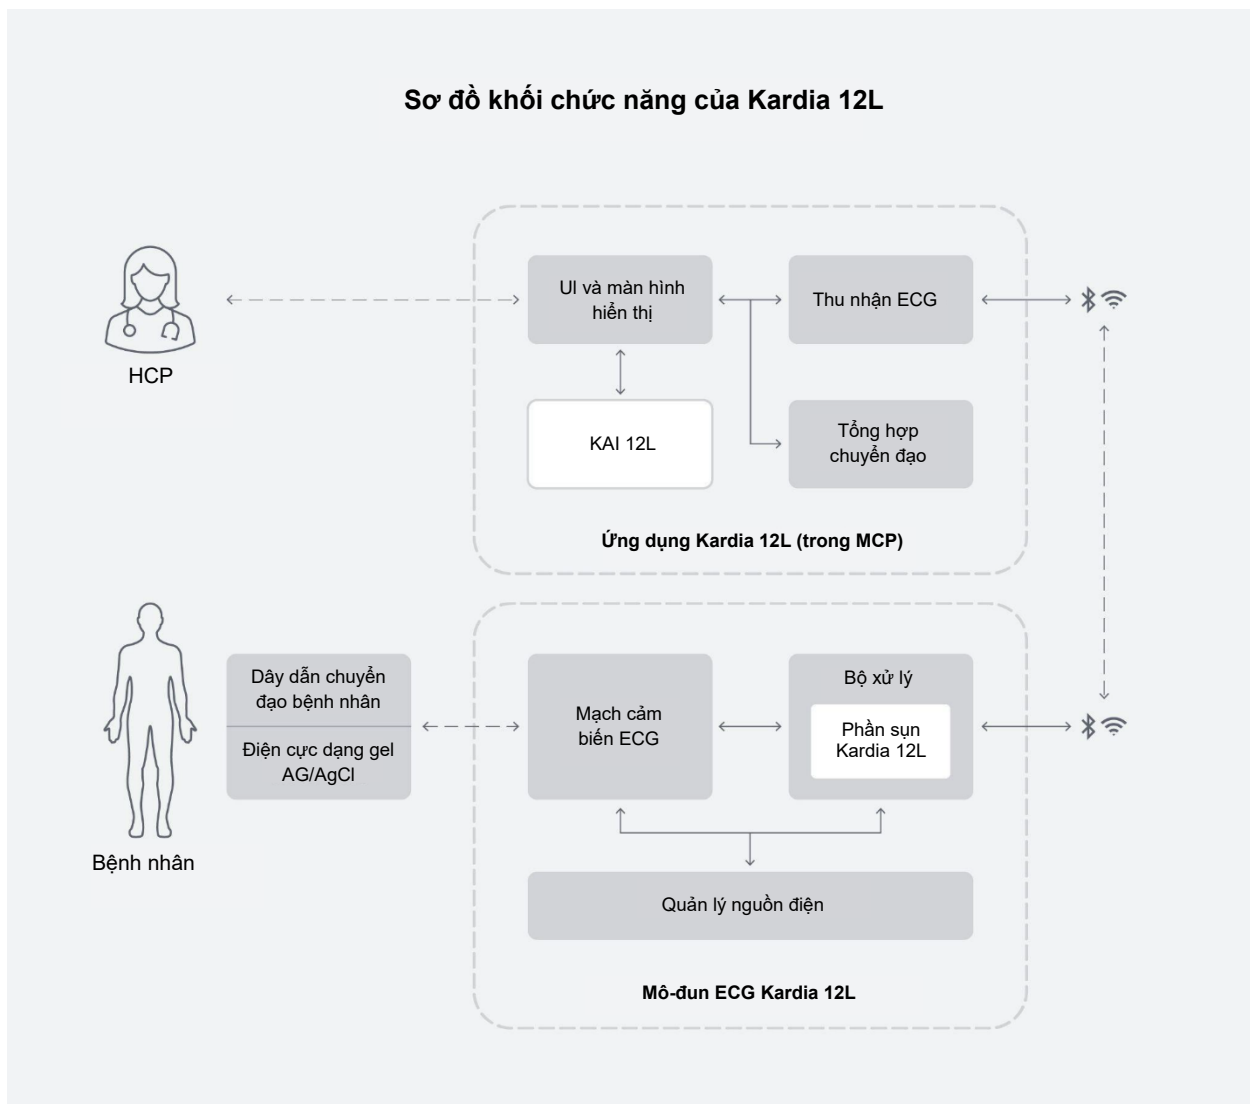 Sơ đồ khối chức năng của Kardia 12L
HCP
UI và màn hình
hiển thị
Thu nhận ECG
KAI 12L
Tổng hợp
chuyển đạo
Ứng dụng Kardia 12L (trong MCP)
Bệnh nhân
Dây dẫn chuyển
đạo bệnh nhân
Điện cực dạng gel
AG/AgCl
Mạch cảm
biến ECG
Bộ xử lý
Phần sụn
Kardia 12L
Quản lý nguồn điện
Mô-đun ECG Kardia 12L